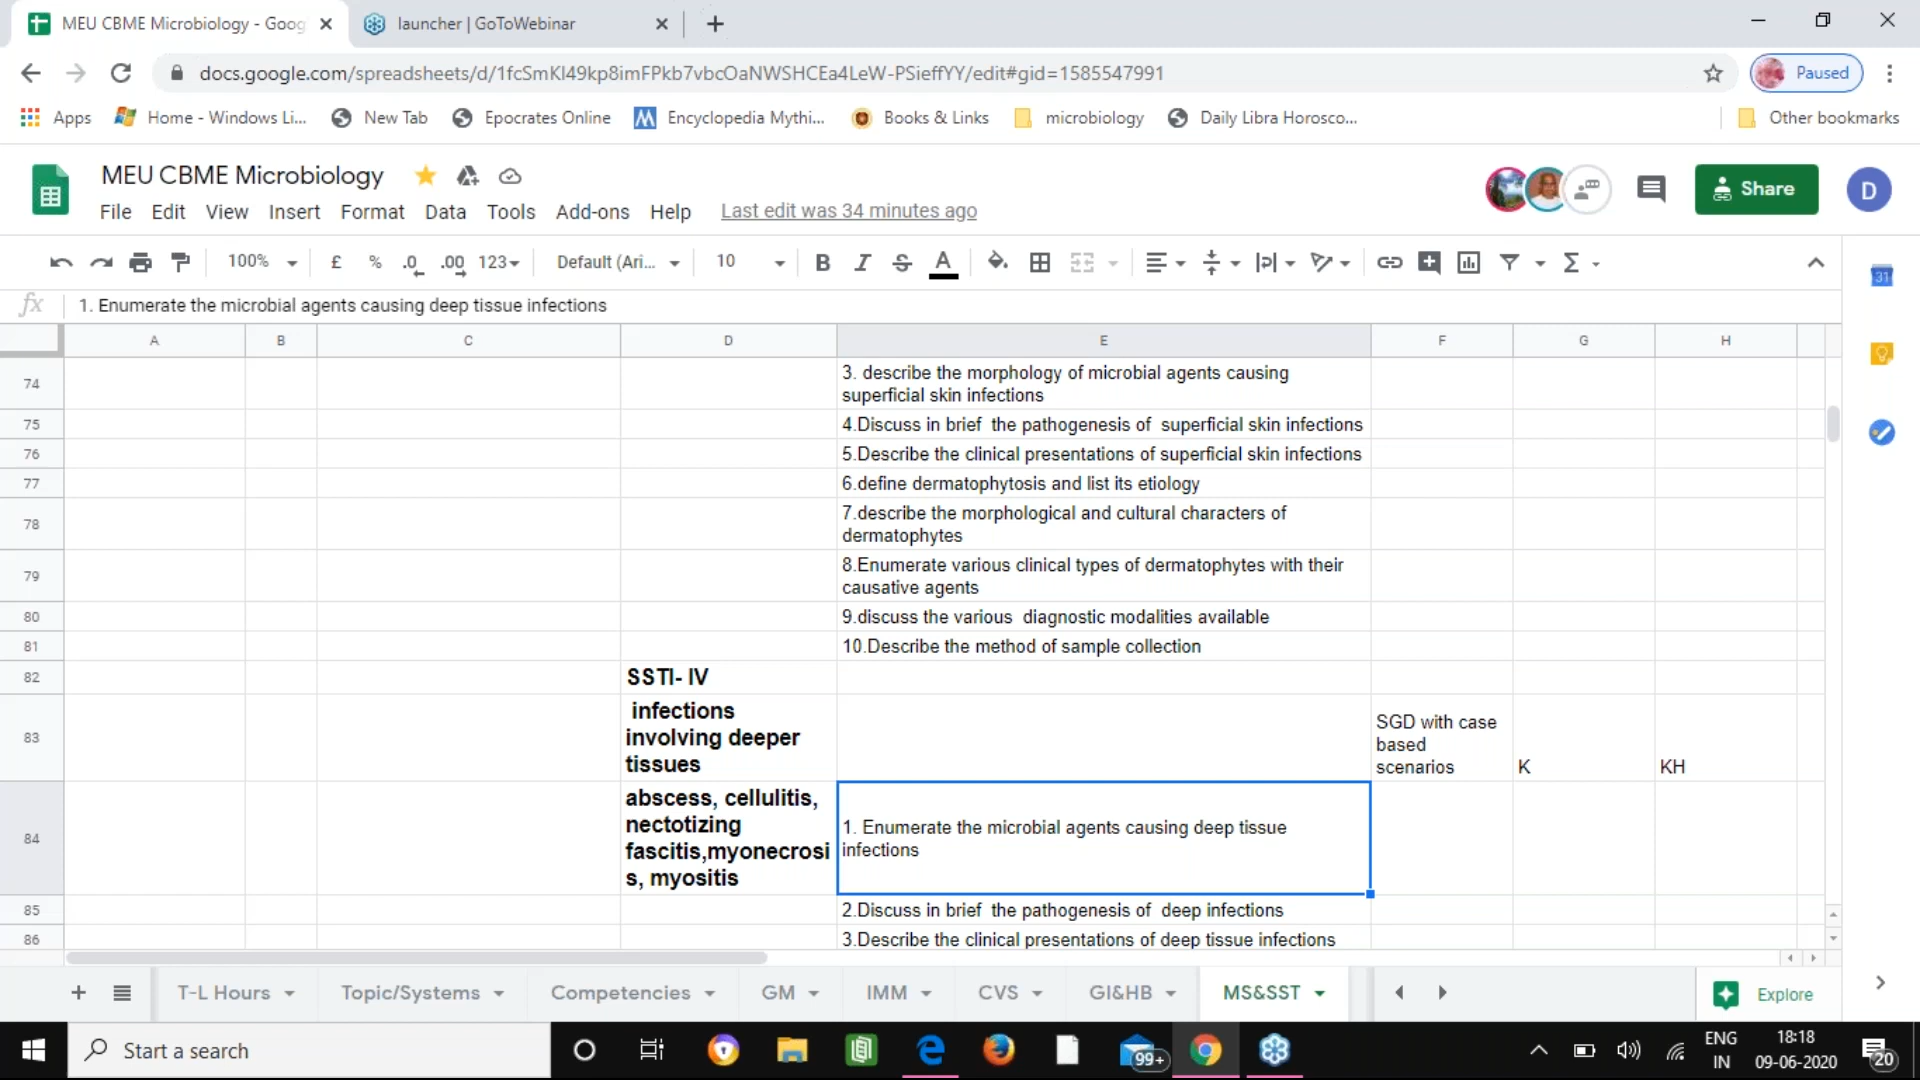 MEU CBME Microbiology - Goog
launcher | GoToWebinar
docs.google.com/spreadsheets/d/1fcSmKl49kp8imFPkb7vbcOaNWSHCEa4LeW-PSieffYY/edit#gid=1585547991
Paused
Apps
Home - Windows Li...
New Tab
Epocrates Online
Encyclopedia Mythi...
Books & Links
microbiology
Daily Libra Horosco...
Other bookmarks
MEU CBME Microbiology
File Edit View Insert Format Data Tools Add-ons Help
Last edit was 34 minutes ago
Share
D
100%
£ % .0 .00 123
Default (Ari...
10
B I S A
31
fx
1. Enumerate the microbial agents causing deep tissue infections
A B C D E F G H
74
3. describe the morphology of microbial agents causing
superficial skin infections
75
4.Discuss in brief  the pathogenesis of  superficial skin infections
76
5.Describe the clinical presentations of superficial skin infections
77
6.define dermatophytosis and list its etiology
78
7.describe the morphological and cultural characters of
dermatophytes
79
8.Enumerate various clinical types of dermatophytes with their
causative agents
80
9.discuss the various  diagnostic modalities available
81
10.Describe the method of sample collection
82
SSTI- IV
83
infections
involving deeper
tissues
SGD with case
based
scenarios
K
KH
84
abscess, cellulitis,
nectotizing
fascitis,myonecrosi
s, myositis
1. Enumerate the microbial agents causing deep tissue
infections
85
2.Discuss in brief  the pathogenesis of  deep infections
86
3.Describe the clinical presentations of deep tissue infections
T-L Hours
Topic/Systems
Competencies
GM
IMM
CVS
GI&HB
MS&SST
Explore
Start a search
99+
ENG
IN
18:18
09-06-2020
20